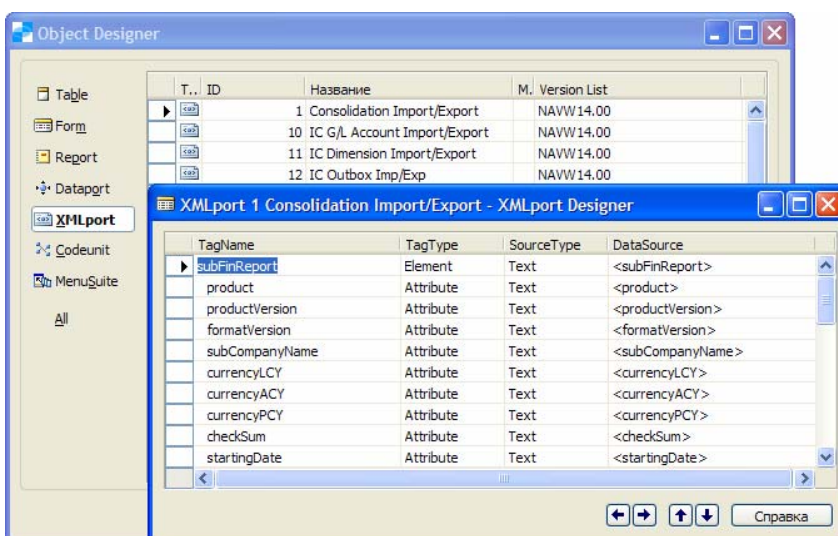 Object Designer
T... ID Название M. Version List
Table
Form
Report
Dataport
XMLport
Codeunit
MenuSuite
All
1 Consolidation Import/Export NAVW14.00
10 IC G/L Account Import/Export NAVW14.00
11 IC Dimension Import/Export NAVW14.00
12 IC Outbox Imp/Exp NAVW14.00
XMLport 1 Consolidation Import/Export - XMLport Designer
TagName TagType SourceType DataSource
subFinReport Element Text <subFinReport>
product Attribute Text <product>
productVersion Attribute Text <productVersion>
formatVersion Attribute Text <formatVersion>
subCompanyName Attribute Text <subCompanyName>
currencyLCY Attribute Text <currencyLCY>
currencyACY Attribute Text <currencyACY>
currencyPCY Attribute Text <currencyPCY>
checkSum Attribute Text <checkSum>
startingDate Attribute Text <startingDate>
Справка